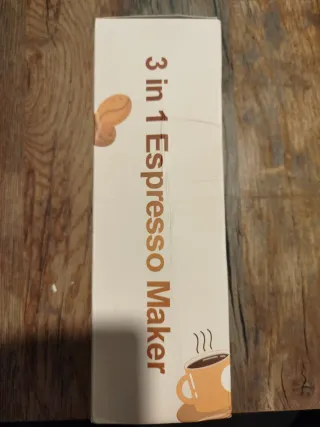 3 in 1 Espresso Maker